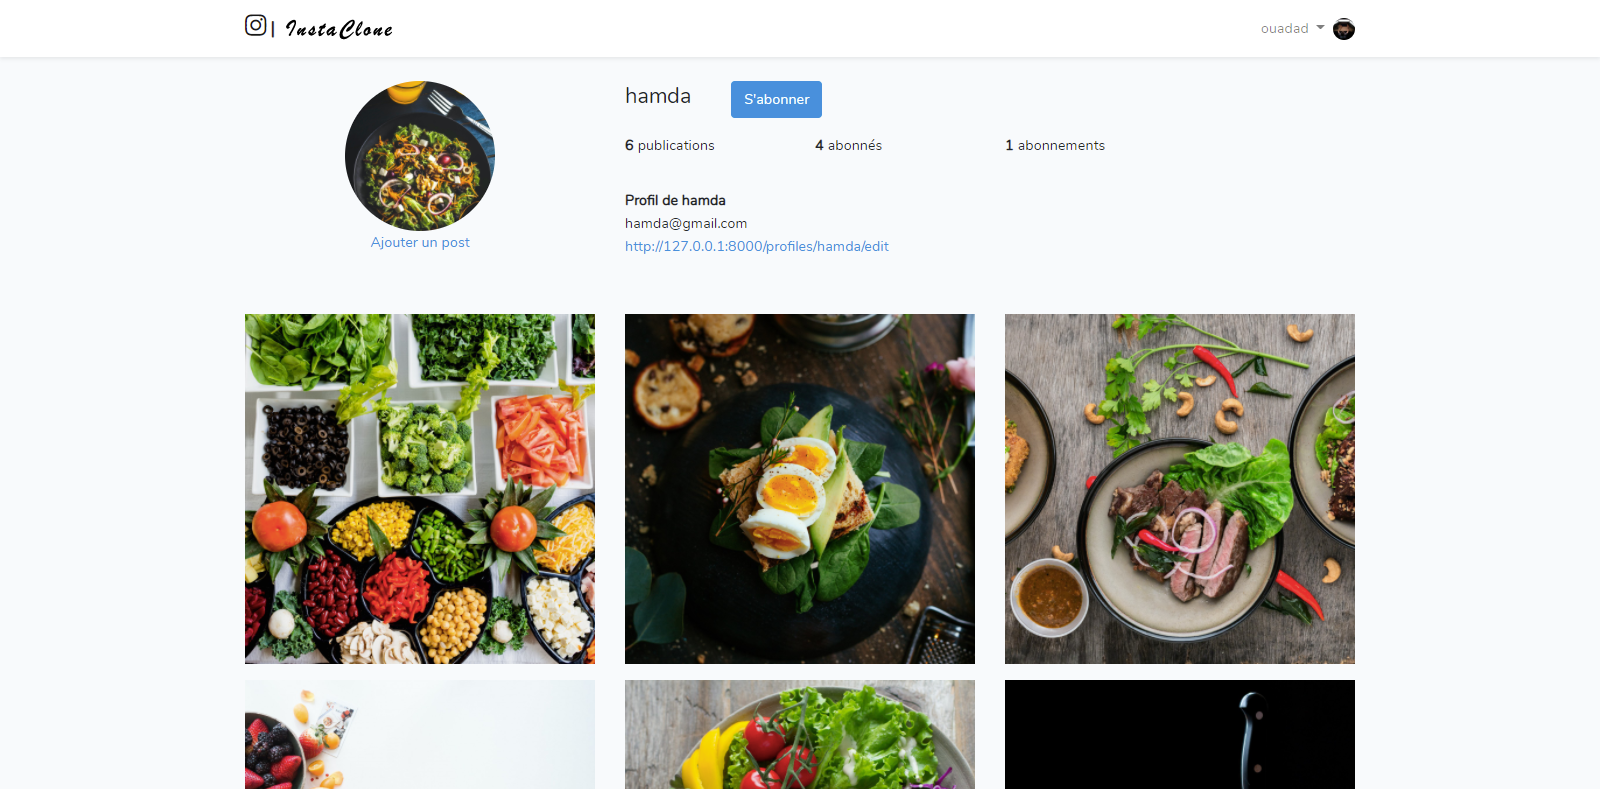 | InstaClone
ouadad
hamda
S'abonner
6 publications
4 abonnés
1 abonnements
Profil de hamda
hamda@gmail.com
http://127.0.0.1:8000/profiles/hamda/edit
Ajouter un post